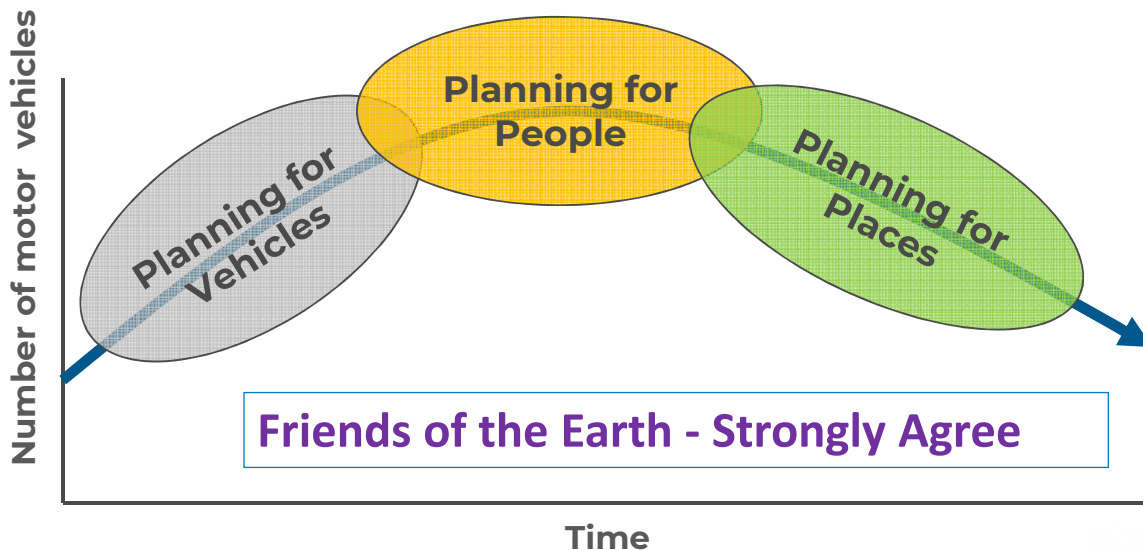 Number of motor vehicles
Planning for
Vehicles
Planning for
People
Planning for
Places
Friends of the Earth - Strongly Agree
Time